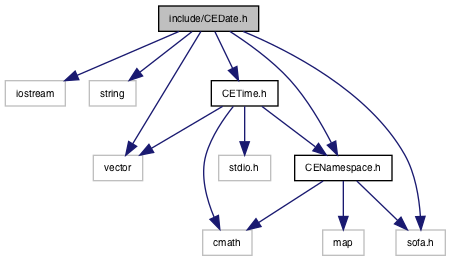 include/CEDate.h
iostream
string
CETime.h
vector
stdio.h
CENamespace.h
cmath
map
sofa.h